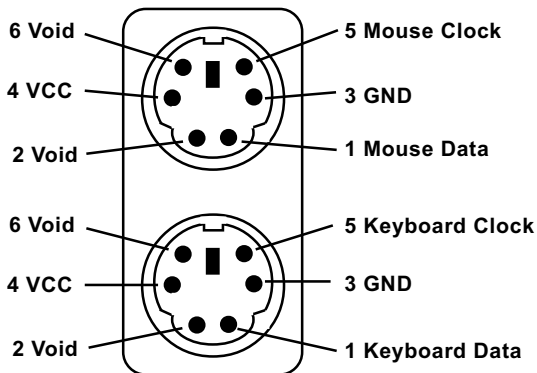 6 Void 5 Mouse Clock
4 VCC 3 GND
2 Void 1 Mouse Data
6 Void 5 Keyboard Clock
4 VCC 3 GND
2 Void 1 Keyboard Data